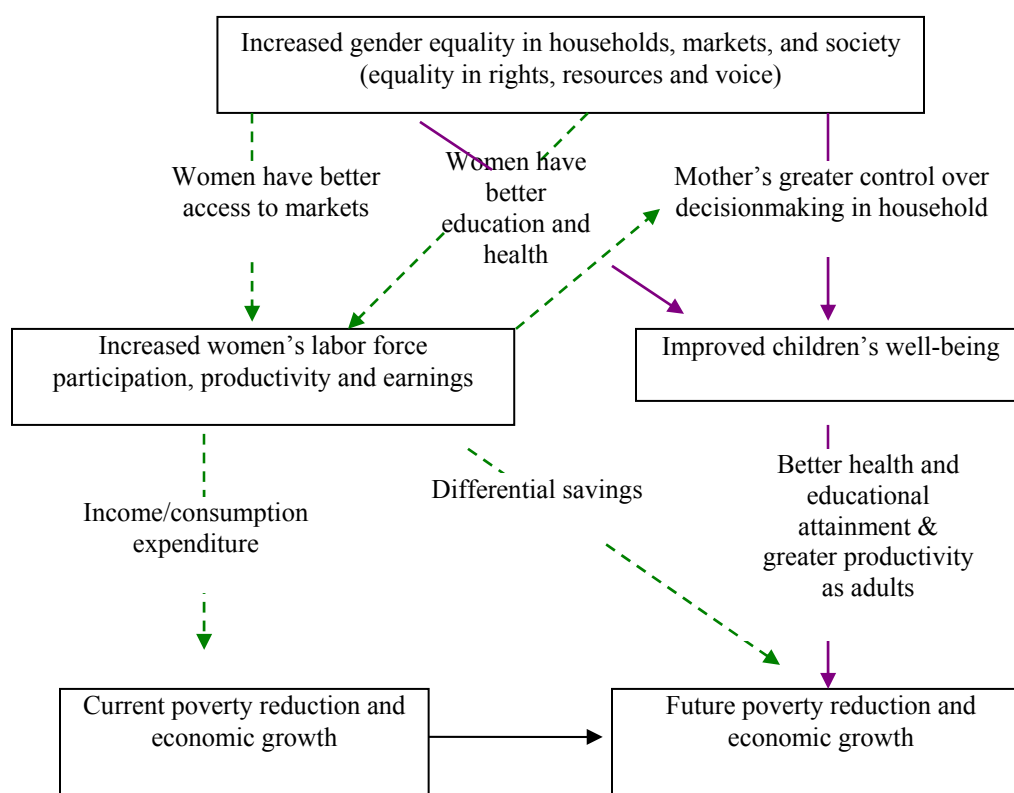 Increased gender equality in households, markets, and society
(equality in rights, resources and voice)
Women have better
access to markets
Women have
better
education and
health
Mother’s greater control over
decisionmaking in household
Increased women’s labor force
participation, productivity and earnings
Improved children’s well-being
Income/consumption
expenditure
Differential savings
Better health and
educational
attainment &
greater productivity
as adults
Current poverty reduction and
economic growth
Future poverty reduction and
economic growth